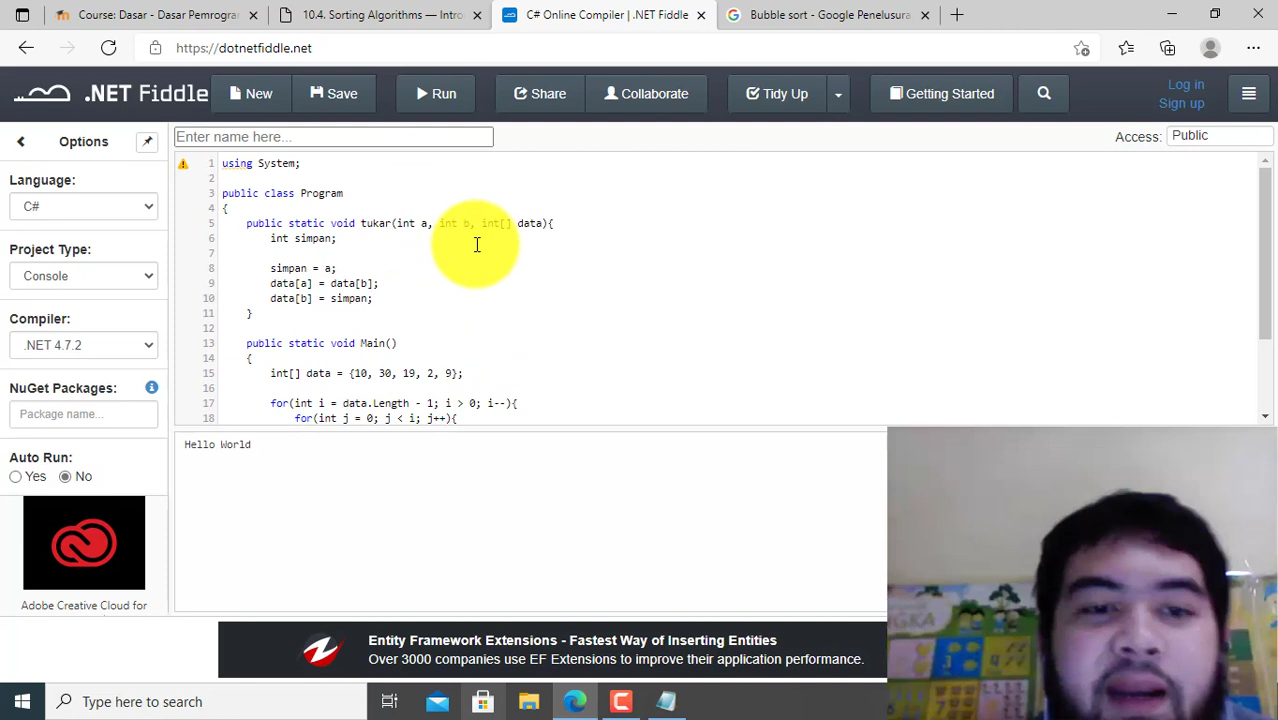 Course: Dasar - Dasar Pemrogra
10.4. Sorting Algorithms — Intro
C# Online Compiler | .NET Fiddle
Bubble sort - Google Penelusura
https://dotnetfiddle.net
.NET Fiddle
New
Save
Run
Share
Collaborate
Tidy Up
Getting Started
Log in
Sign up
Options
Enter name here...
Access:
Public
Language:
C#
Project Type:
Console
Compiler:
.NET 4.7.2
NuGet Packages:
Package name...
Auto Run:
Yes
No
Adobe Creative Cloud for
1 using System;
2
3 public class Program
4 {
5 public static void tukar(int a, int b, int[] data){
6 int simpan;
7
8 simpan = a;
9 data[a] = data[b];
10 data[b] = simpan;
11 }
12
13 public static void Main()
14 {
15 int[] data = {10, 30, 19, 2, 9};
16
17 for(int i = data.Length - 1; i > 0; i--){
18 for(int j = 0; j < i; j++){
Hello World
Entity Framework Extensions - Fastest Way of Inserting Entities
Over 3000 companies use EF Extensions to improve their application performance.
Type here to search